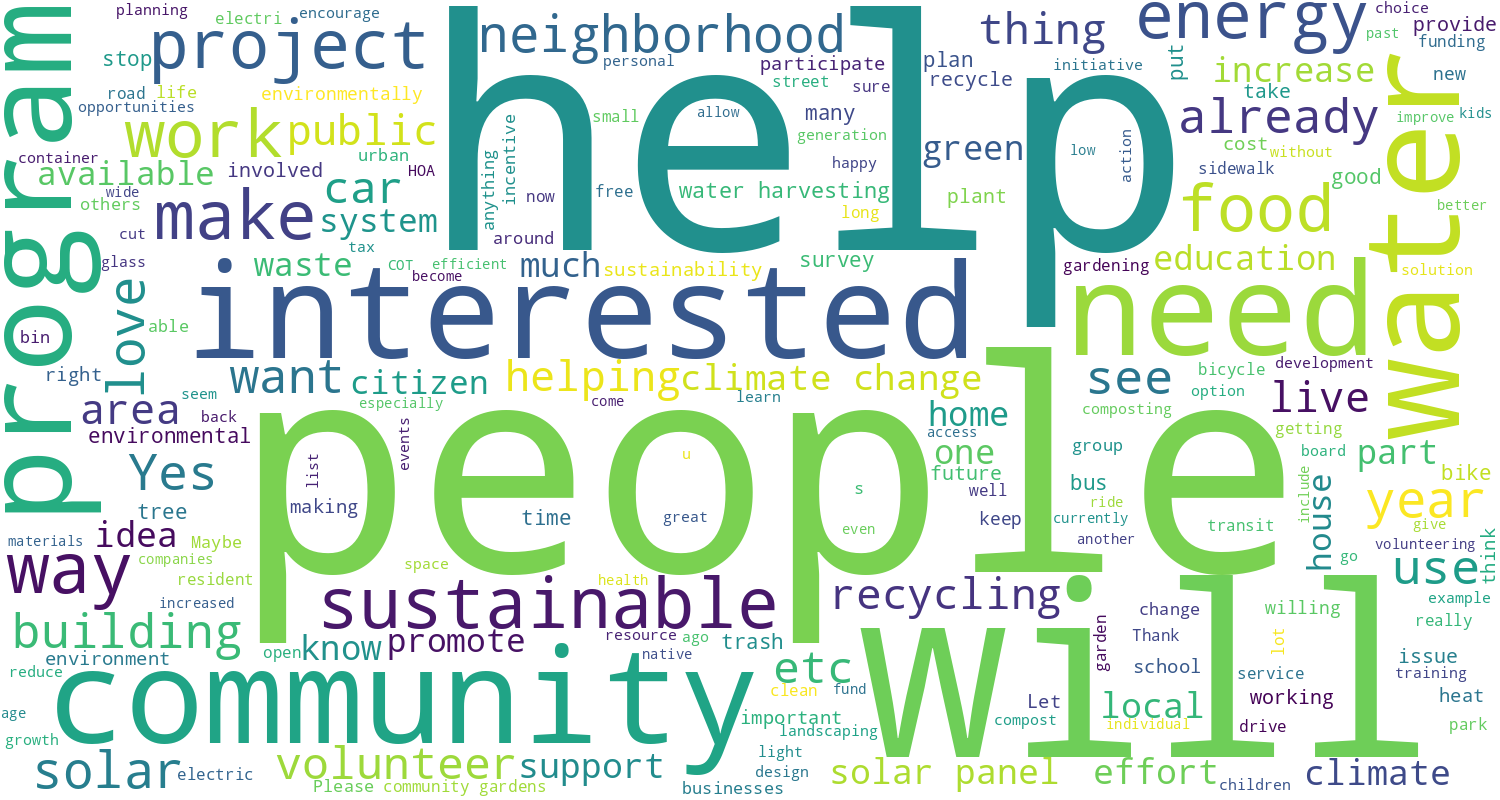 program
planning
electri
encourage
stop
project
neighborhood
personal
help
thing
energy
choice
past
provide
funding
participate
plan
initiative
put
increase
new
street
sure
recycle
take
road
life
opportunities
environmentally
work
public
small
allow
many
generation
green
low
action
already
cost
without
improve
kids
water
container
available
involved
urban
HOA
car
anything
incentive
now
free
happy
water harvesting
long
plant
sidewalk
good
food
better
wide
others
make
system
cut
tax
around
glass
waste
COT
efficient
become
much
sustainability
survey
gardening
education
solution
bin
love
able
interested
need
right
seem
want
citizen
helping
climate change
see
bicycle
option
development
live
area
back
especially
come
learn
home
composting
getting
environmental
access
people
u
one
group
board
part
Yes
list
events
future
bus
bike
tree
making
time
great
s
well
keep
ride
currently
transit
include
house
year
give
materials
idea
Maybe
companies
even
another
go
volunteering
think
way
resident
space
health
use
increased
sustainable
recycling
change
willing
example
really
building
open
know
promote
resource
ago
trash
native
Thank
garden
lot
environment
school
issue
reduce
community
etc
clean
fund
will
Let
service
training
age
important
landscaping
compost
local
individual
working
heat
growth
light
drive
park
solar
electric
volunteer
support
design
solar panel
effort
children
climate
Please
community gardens
businesses